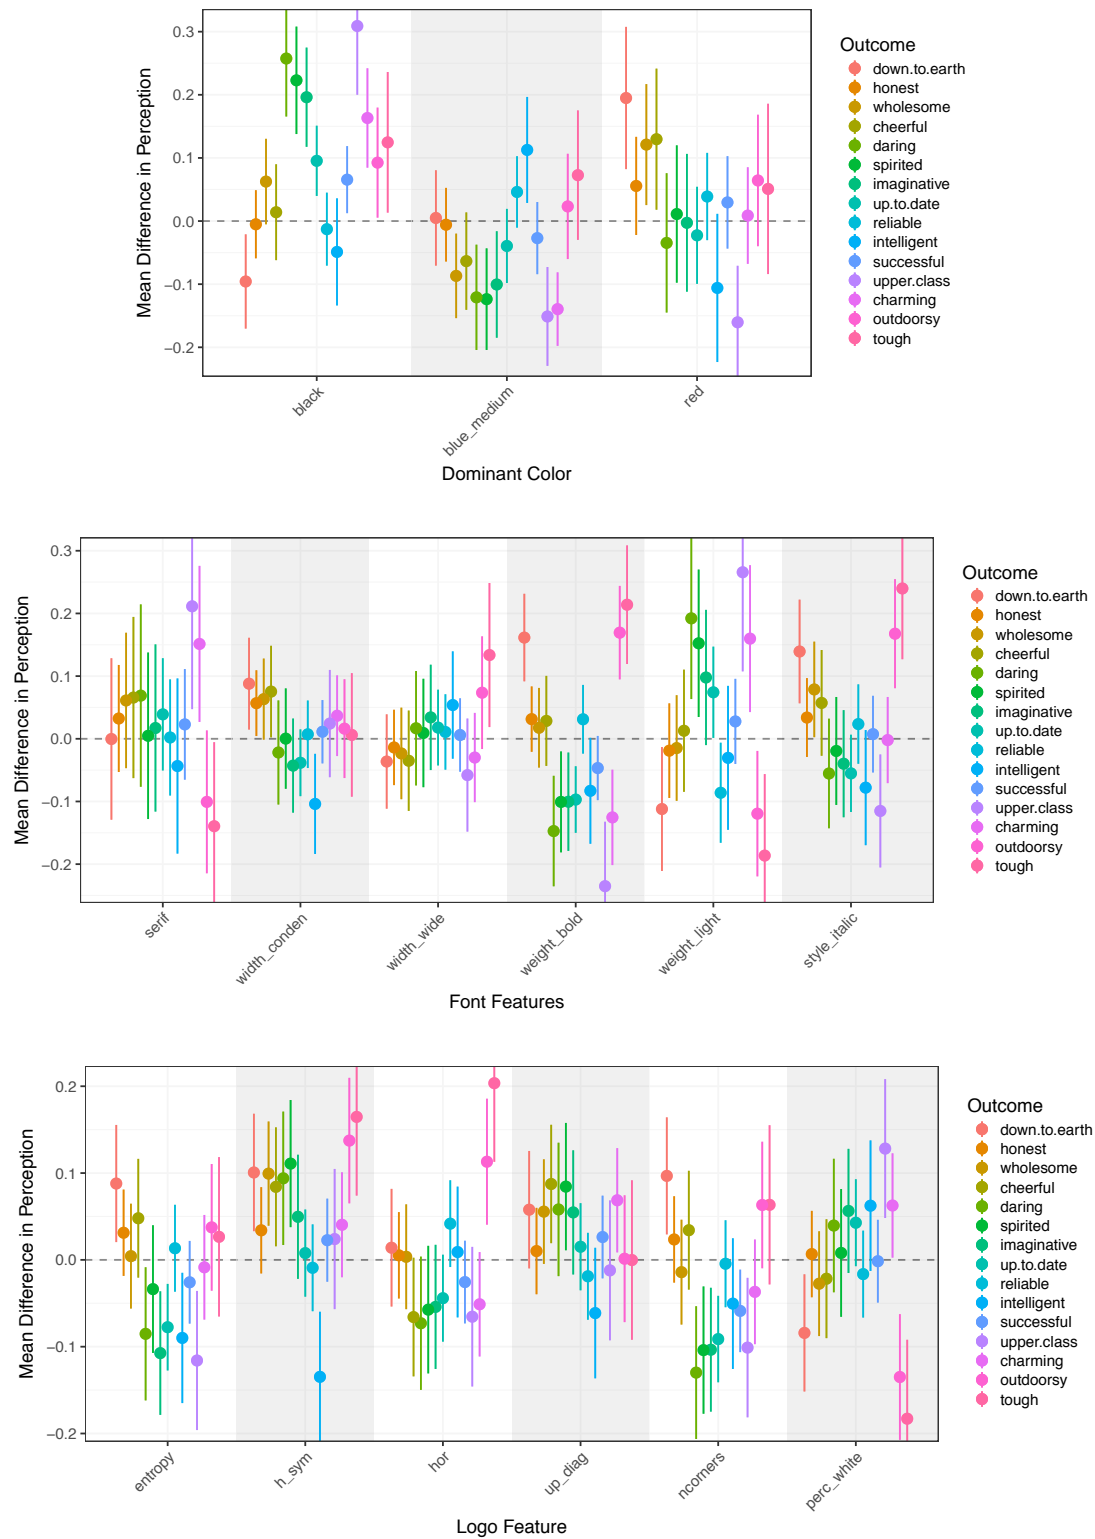 Mean Difference in Perception
0.3
0.2
0.1
0.0
−0.1
−0.2
black
blue_medium
red
Dominant Color
Outcome
down.to.earth
honest
wholesome
cheerful
daring
spirited
imaginative
up.to.date
reliable
intelligent
successful
upper.class
charming
outdoorsy
tough
Mean Difference in Perception
0.3
0.2
0.1
0.0
−0.1
−0.2
serif
width_conden
width_wide
weight_bold
weight_light
style_italic
Font Features
Outcome
down.to.earth
honest
wholesome
cheerful
daring
spirited
imaginative
up.to.date
reliable
intelligent
successful
upper.class
charming
outdoorsy
tough
Mean Difference in Perception
0.2
0.1
0.0
−0.1
−0.2
entropy
h_sym
hor
up_diag
ncorners
perc_white
Logo Feature
Outcome
down.to.earth
honest
wholesome
cheerful
daring
spirited
imaginative
up.to.date
reliable
intelligent
successful
upper.class
charming
outdoorsy
tough